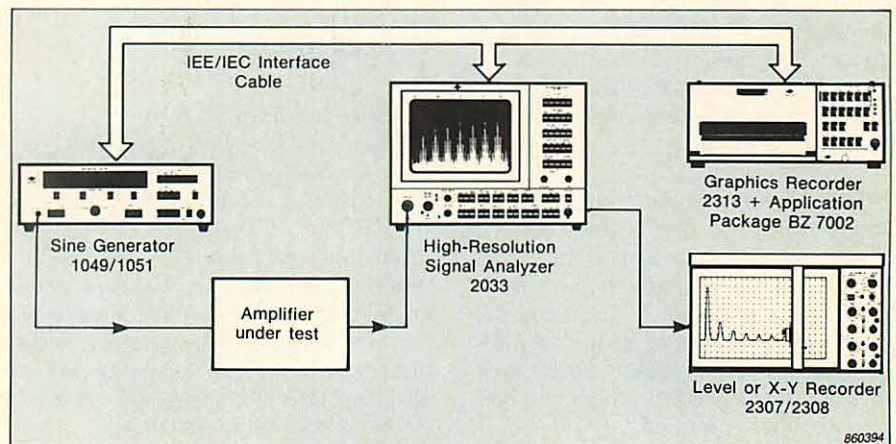 IEE/IEC Interface
Cable
Sine Generator
1049/1051
High-Resolution
Signal Analyzer
2033
Graphics Recorder
2313 + Application
Package BZ 7002
Amplifier
under test
Level or X-Y Recorder
2307/2308
860394